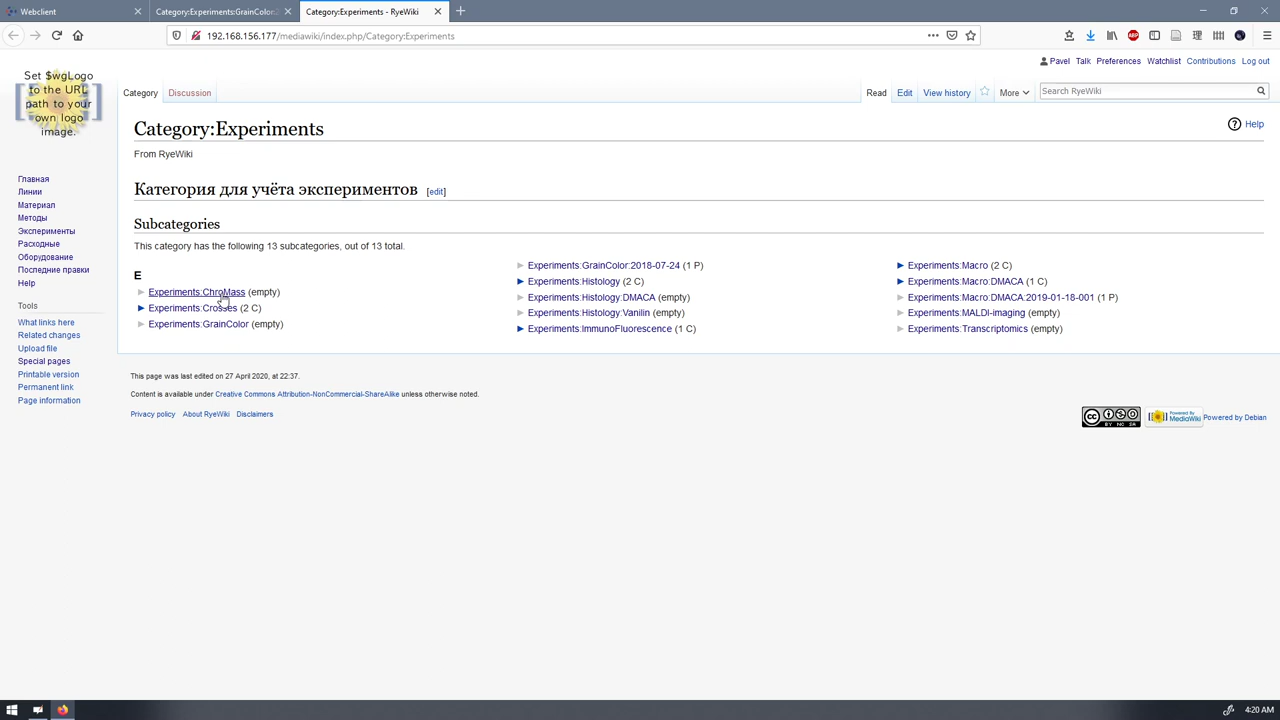 Webclient
Category:Experiments:GrainColor:
Category:Experiments - RyeWiki
192.168.156.177/mediawiki/index.php/Category:Experiments
Pavel Talk Preferences Watchlist Contributions Log out
Set $wgLogo
to the URL
path to your
own logo
image.
Category Discussion
Read Edit View history More
Search RyeWiki
Category:Experiments
Help
From RyeWiki
Категория для учёта экспериментов [edit]
Subcategories
This category has the following 13 subcategories, out of 13 total.
E
Experiments:ChroMass (empty)
Experiments:Crosses (2 C)
Experiments:GrainColor (empty)
Experiments:GrainColor:2018-07-24 (1 P)
Experiments:Histology (2 C)
Experiments:Histology:DMACA (empty)
Experiments:Histology:Vanilin (empty)
Experiments:ImmunoFluorescence (1 C)
Experiments:Macro (2 C)
Experiments:Macro:DMACA (1 C)
Experiments:Macro:DMACA:2019-01-18-001 (1 P)
Experiments:MALDI-imaging (empty)
Experiments:Transcriptomics (empty)
Главная
Линии
Материал
Методы
Эксперименты
Расходные
Оборудование
Последние правки
Help
Tools
What links here
Related changes
Upload file
Special pages
Printable version
Permanent link
Page information
This page was last edited on 27 April 2020, at 22:37.
Content is available under Creative Commons Attribution-NonCommercial-ShareAlike unless otherwise noted.
Privacy policy About RyeWiki Disclaimers
BY NC SA
Powered By
MediaWiki
Powered by Debian
4:20 AM